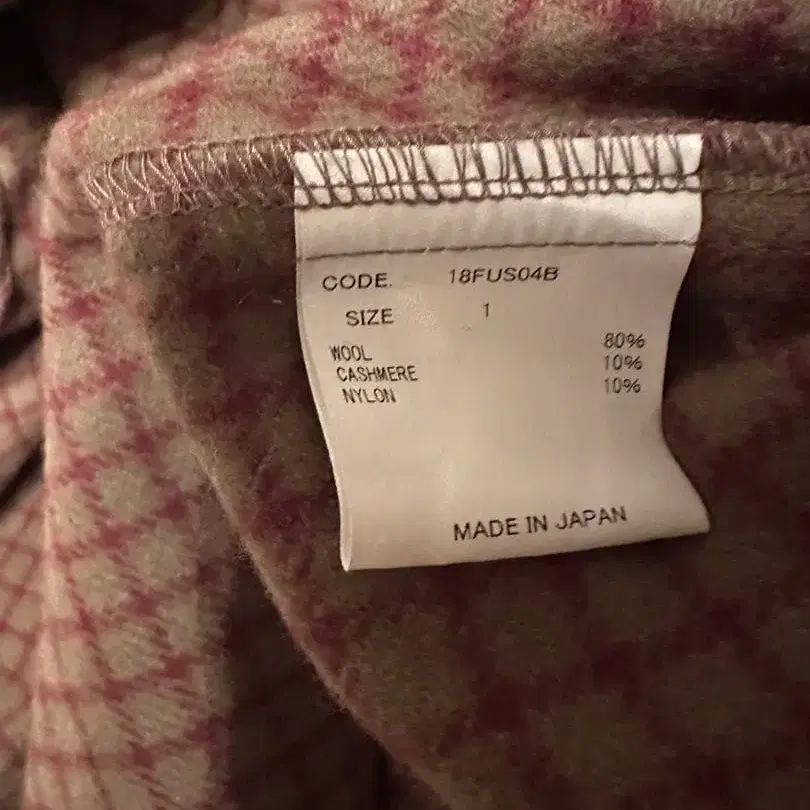 CODE. 18FUS04B
SIZE 1
WOOL 80%
CASHMERE 10%
NYLON 10%
MADE IN JAPAN